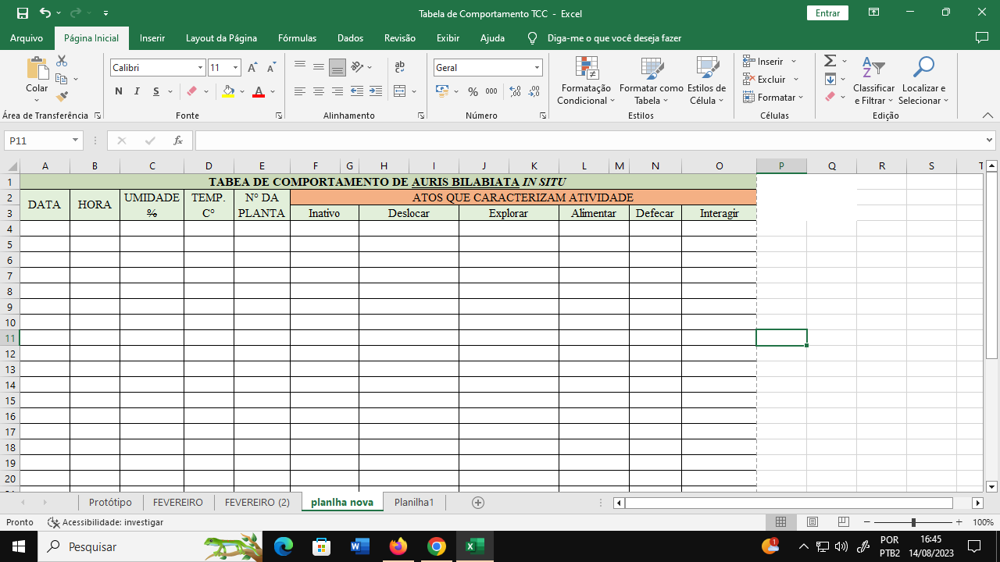 Tabela de Comportamento TCC - Excel
Entrar
Arquivo Página Inicial Inserir Layout da Página Fórmulas Dados Revisão Exibir Ajuda Diga-me o que você deseja fazer
Colar
Área de Transferência
Calibri 11
N I S
Fonte
Alinhamento
Geral
% 000
Número
Formatação Condicional
Formatar como Tabela
Estilos de Célula
Estilos
Inserir
Excluir
Formatar
Células
Classificar e Filtrar
Localizar e Selecionar
Edição
P11 fx
A B C D E F G H I J K L M N O P Q R S T
1 TABEA DE COMPORTAMENTO DE AURIS BILABIATA IN SITU
2 DATA HORA UMIDADE % TEMP. C° N° DA PLANTA ATOS QUE CARACTERIZAM ATIVIDADE
3 Inativo Deslocar Explorar Alimentar Defecar Interagir
4
5
6
7
8
9
10
11
12
13
14
15
16
17
18
19
20
Protótipo FEVEREIRO FEVEREIRO (2) planlha nova Planilha1
Pronto Acessibilidade: investigar 100%
Pesquisar
1
POR
PTB2
16:45
14/08/2023